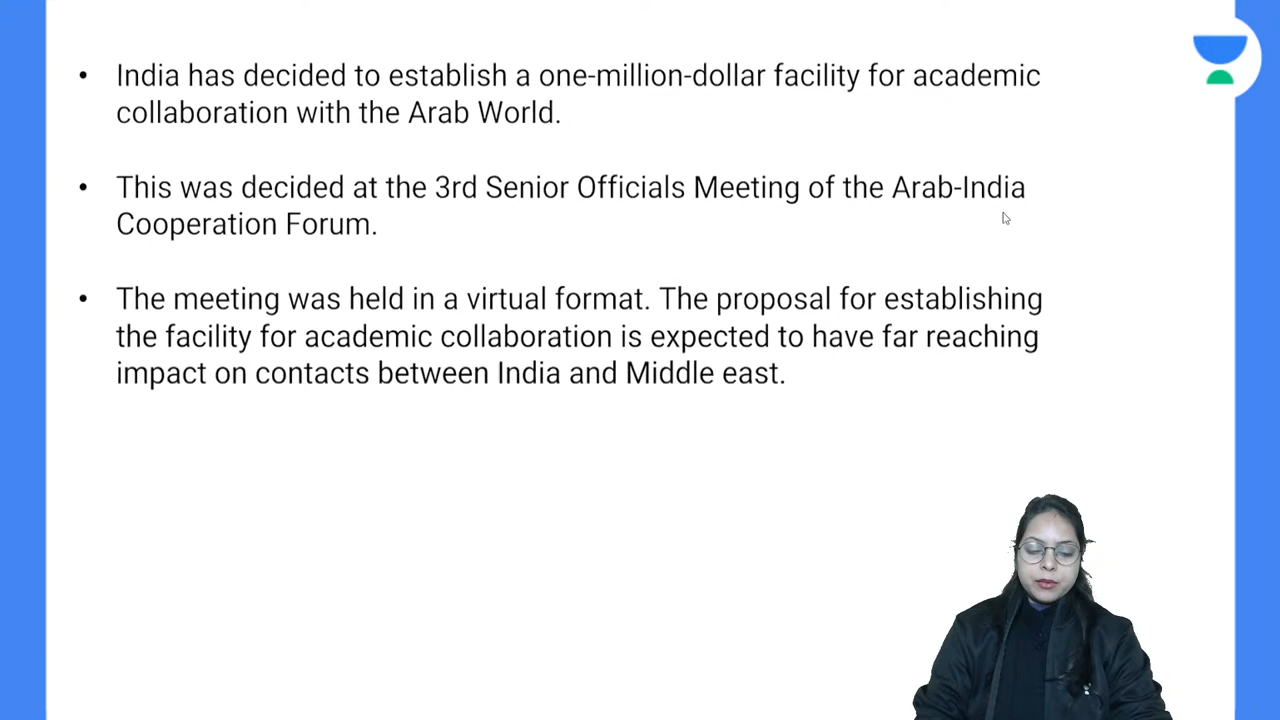 • India has decided to establish a one-million-dollar facility for academic
collaboration with the Arab World.
• This was decided at the 3rd Senior Officials Meeting of the Arab-India
Cooperation Forum.
• The meeting was held in a virtual format. The proposal for establishing
the facility for academic collaboration is expected to have far reaching
impact on contacts between India and Middle east.